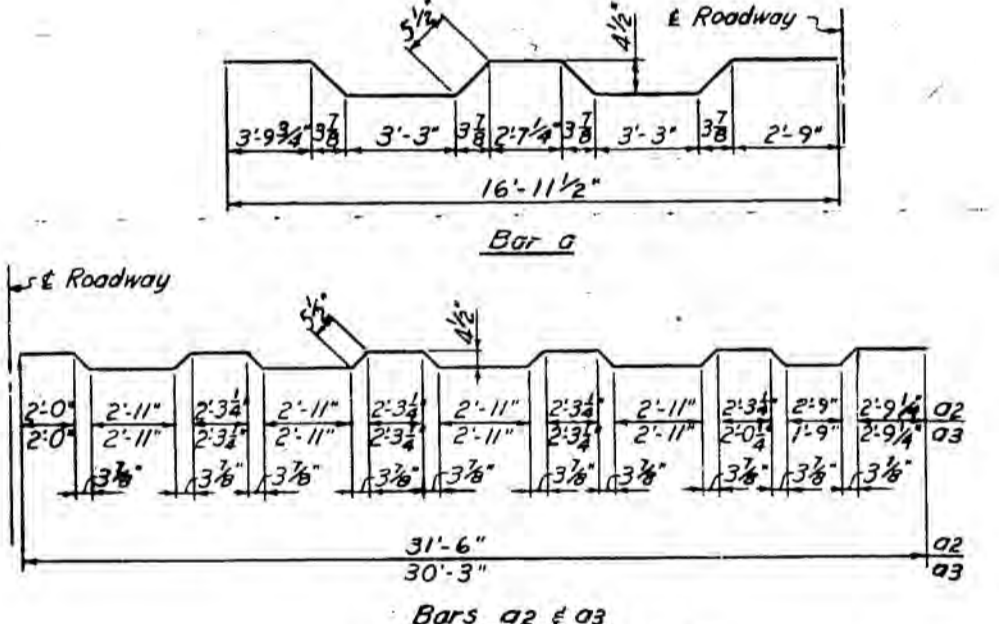 5½"
4½"
℄ Roadway
3'-9¾" 3⅞ 3'-3" 3⅞ 2'-7¼" 3⅞ 3'-3" 3⅞ 2'-9"
16'-11½"
Bar a
℄ Roadway
5½"
4½"
2'-0" 2'-11" 2'-3¼" 2'-11" 2'-3¼" 2'-11" 2'-3¼" 2'-11" 2'-3¼" 2'-9" 2'-9¼" a2
2'-0" 2'-11" 2'-3¼" 2'-11" 2'-3¼" 2'-11" 2'-3¼" 2'-11" 2'-0¼" 1'-9" 2'-9¼" a3
3⅞" 3⅞" 3⅞" 3⅞" 3⅞" 3⅞" 3⅞" 3⅞" 3⅞" 3⅞"
31'-6" a2
30'-3" a3
Bars a2 & a3